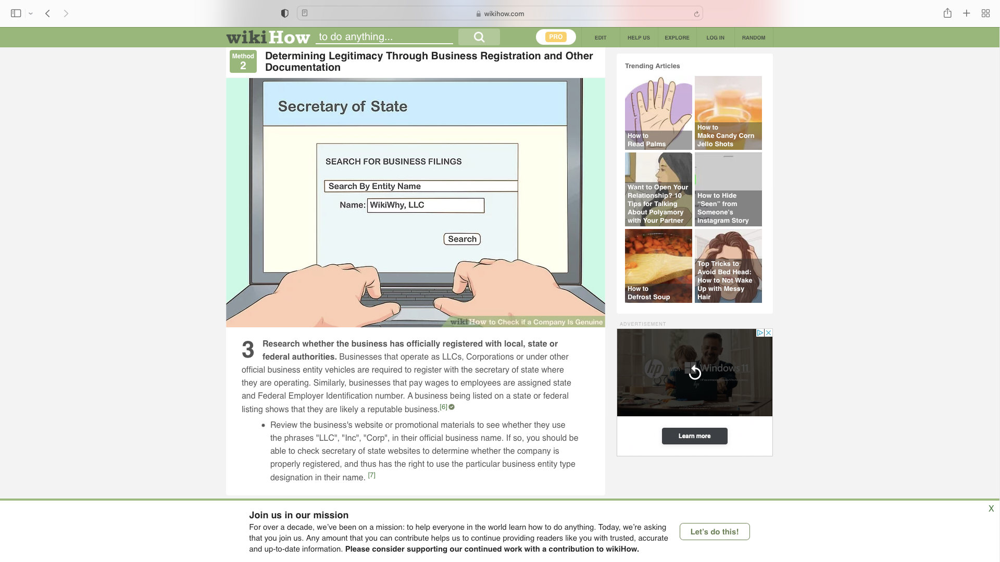 wikihow.com
wikiHow to do anything...
PRO
EDIT
HELP US
EXPLORE
LOG IN
RANDOM
Method
2
Determining Legitimacy Through Business Registration and Other
Documentation
Secretary of State
SEARCH FOR BUSINESS FILINGS
Search By Entity Name
Name: WikiWhy, LLC
Search
wikiHow to Check if a Company Is Genuine
3
Research whether the business has officially registered with local, state or
federal authorities. Businesses that operate as LLCs, Corporations or under other
official business entity vehicles are required to register with the secretary of state where
they are operating. Similarly, businesses that pay wages to employees are assigned state
and Federal Employer Identification number. A business being listed on a state or federal
listing shows that they are likely a reputable business.[6]
• Review the business's website or promotional materials to see whether they use
the phrases "LLC", "Inc", "Corp", in their official business name. If so, you should be
able to check secretary of state websites to determine whether the company is
properly registered, and thus has the right to use the particular business entity type
designation in their name. [7]
Trending Articles
How to
Read Palms
How to
Make Candy Corn
Jello Shots
Want to Open Your
Relationship? 10
Tips for Talking
About Polyamory
with Your Partner
How to Hide
“Seen” from
Someone’s
Instagram Story
How to
Defrost Soup
Top Tricks to
Avoid Bed Head:
How to Not Wake
Up with Messy
Hair
ADVERTISEMENT
hp with Windows 11
Learn more
X
Join us in our mission
For over a decade, we’ve been on a mission: to help everyone in the world learn how to do anything. Today, we’re asking
that you join us. Any amount that you can contribute helps us to continue providing readers like you with trusted, accurate
and up-to-date information. Please consider supporting our continued work with a contribution to wikiHow.
Let’s do this!